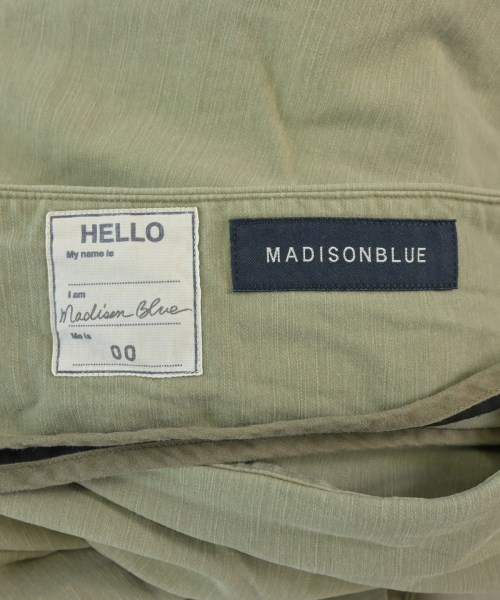 HELLO
My name is
I am
Madison Blue
Me is
00
MADISONBLUE